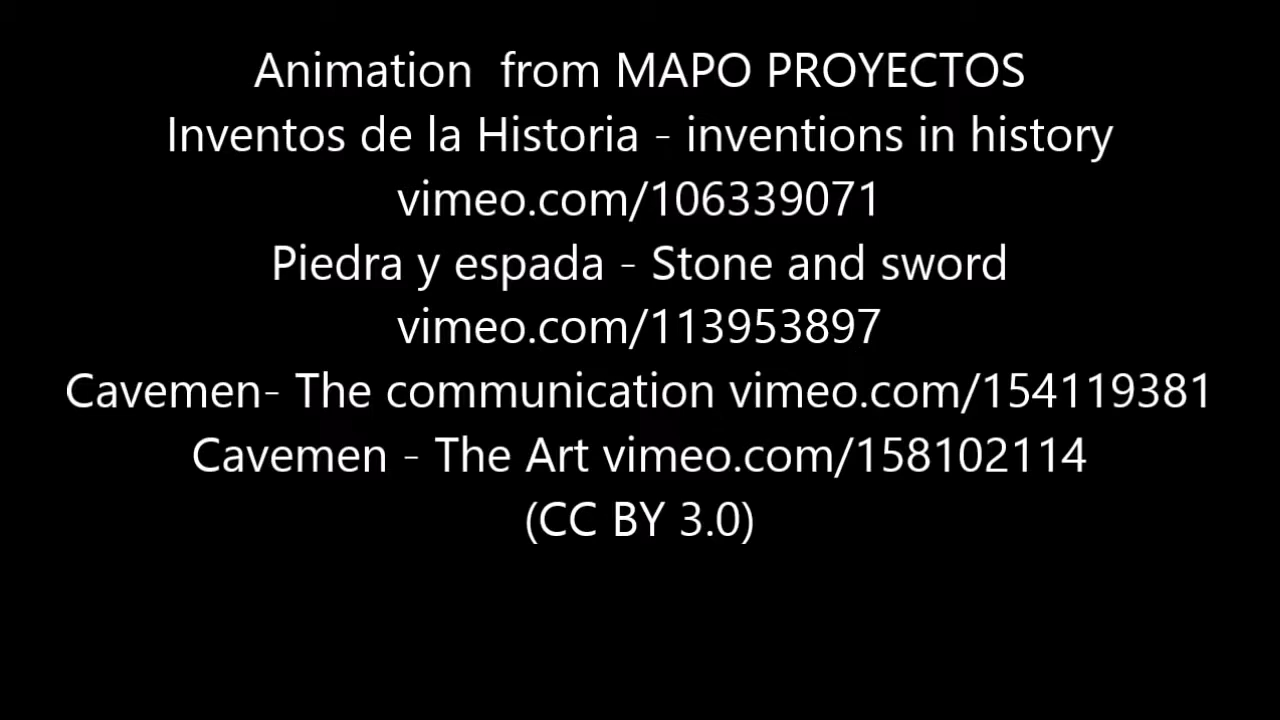 Animation  from MAPO PROYECTOS
Inventos de la Historia - inventions in history
vimeo.com/106339071
Piedra y espada - Stone and sword
vimeo.com/113953897
Cavemen- The communication vimeo.com/154119381
Cavemen - The Art vimeo.com/158102114
(CC BY 3.0)